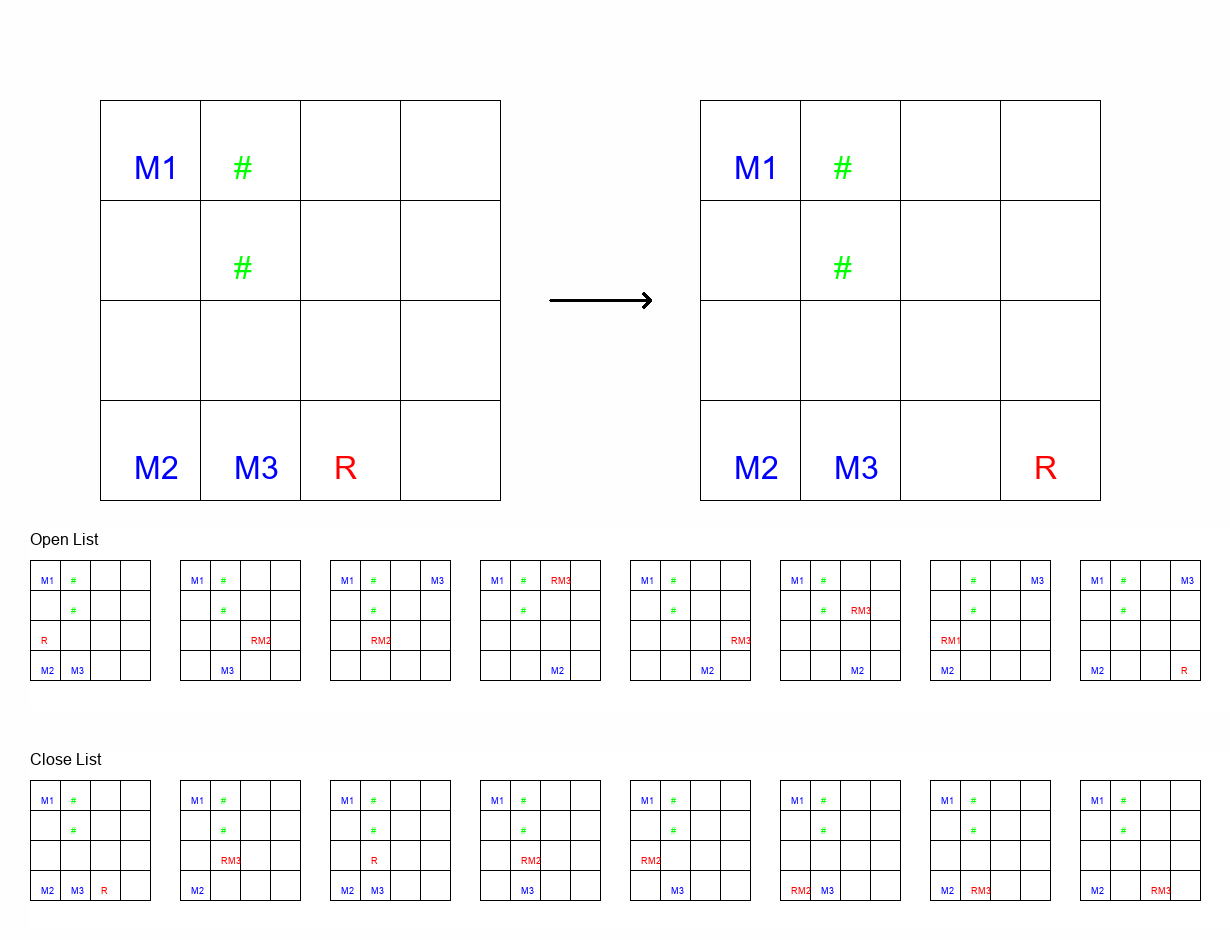 M1 # M1 #
# #
M2 M3 R M2 M3 R
Open List
M1 # M1 # M1 # M3 M1 # RM3 M1 # M1 # # M3 M1 # M3
# # # # # # RM3 # #
R RM2 RM2 RM3 RM1
M2 M3 M3 M2 M2 M2 M2 M2 R
Close List
M1 # M1 # M1 # M1 # M1 # M1 # M1 # M1 #
# # # # # # # #
RM3 R RM2 RM2
M2 M3 R M2 M2 M3 M3 M3 RM2 M3 M2 RM3 M2 RM3